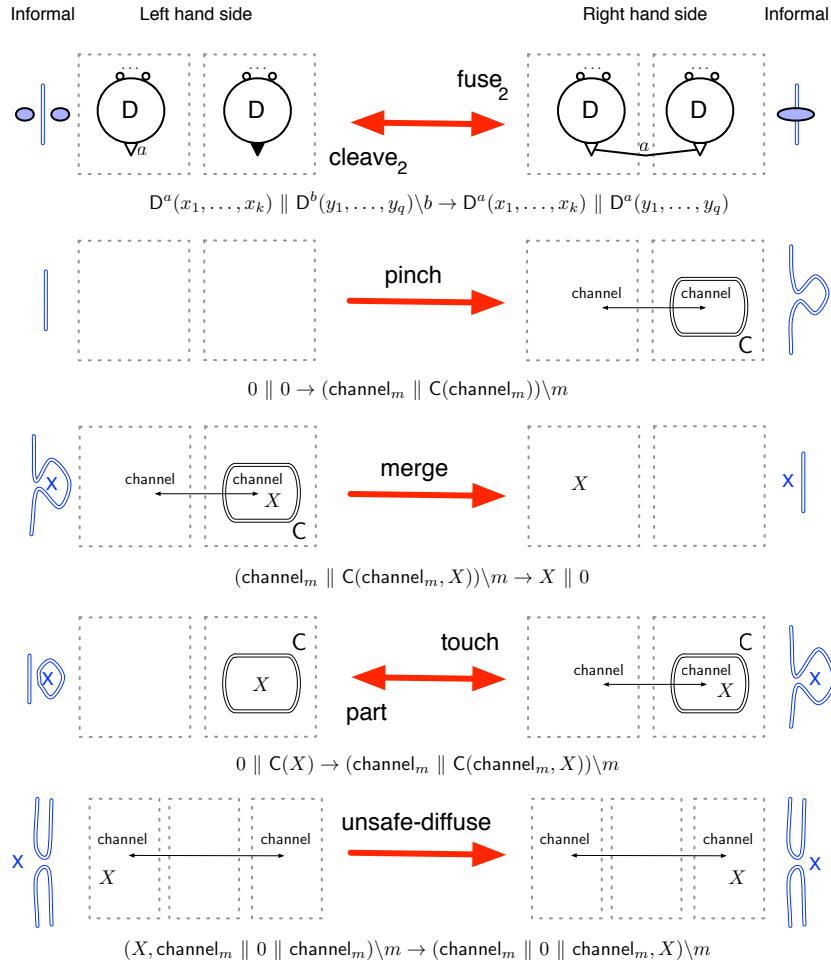 Informal Left hand side Right hand side Informal
... ... ... ...
D D fuse2 D D
a a
cleave2
D^a(x_1, . . . , x_k) ∥ D^b(y_1, . . . , y_q)\b → D^a(x_1, . . . , x_k) ∥ D^a(y_1, . . . , y_q)
pinch channel channel
C
0 ∥ 0 → (channel_m ∥ C(channel_m))\m
X channel channel X merge X X
C
(channel_m ∥ C(channel_m, X))\m → X ∥ 0
C touch C
X X channel channel X X
part
0 ∥ C(X) → (channel_m ∥ C(channel_m, X))\m
unsafe-diffuse
channel channel channel channel
X X X X
(X, channel_m ∥ 0 ∥ channel_m)\m → (channel_m ∥ 0 ∥ channel_m, X)\m